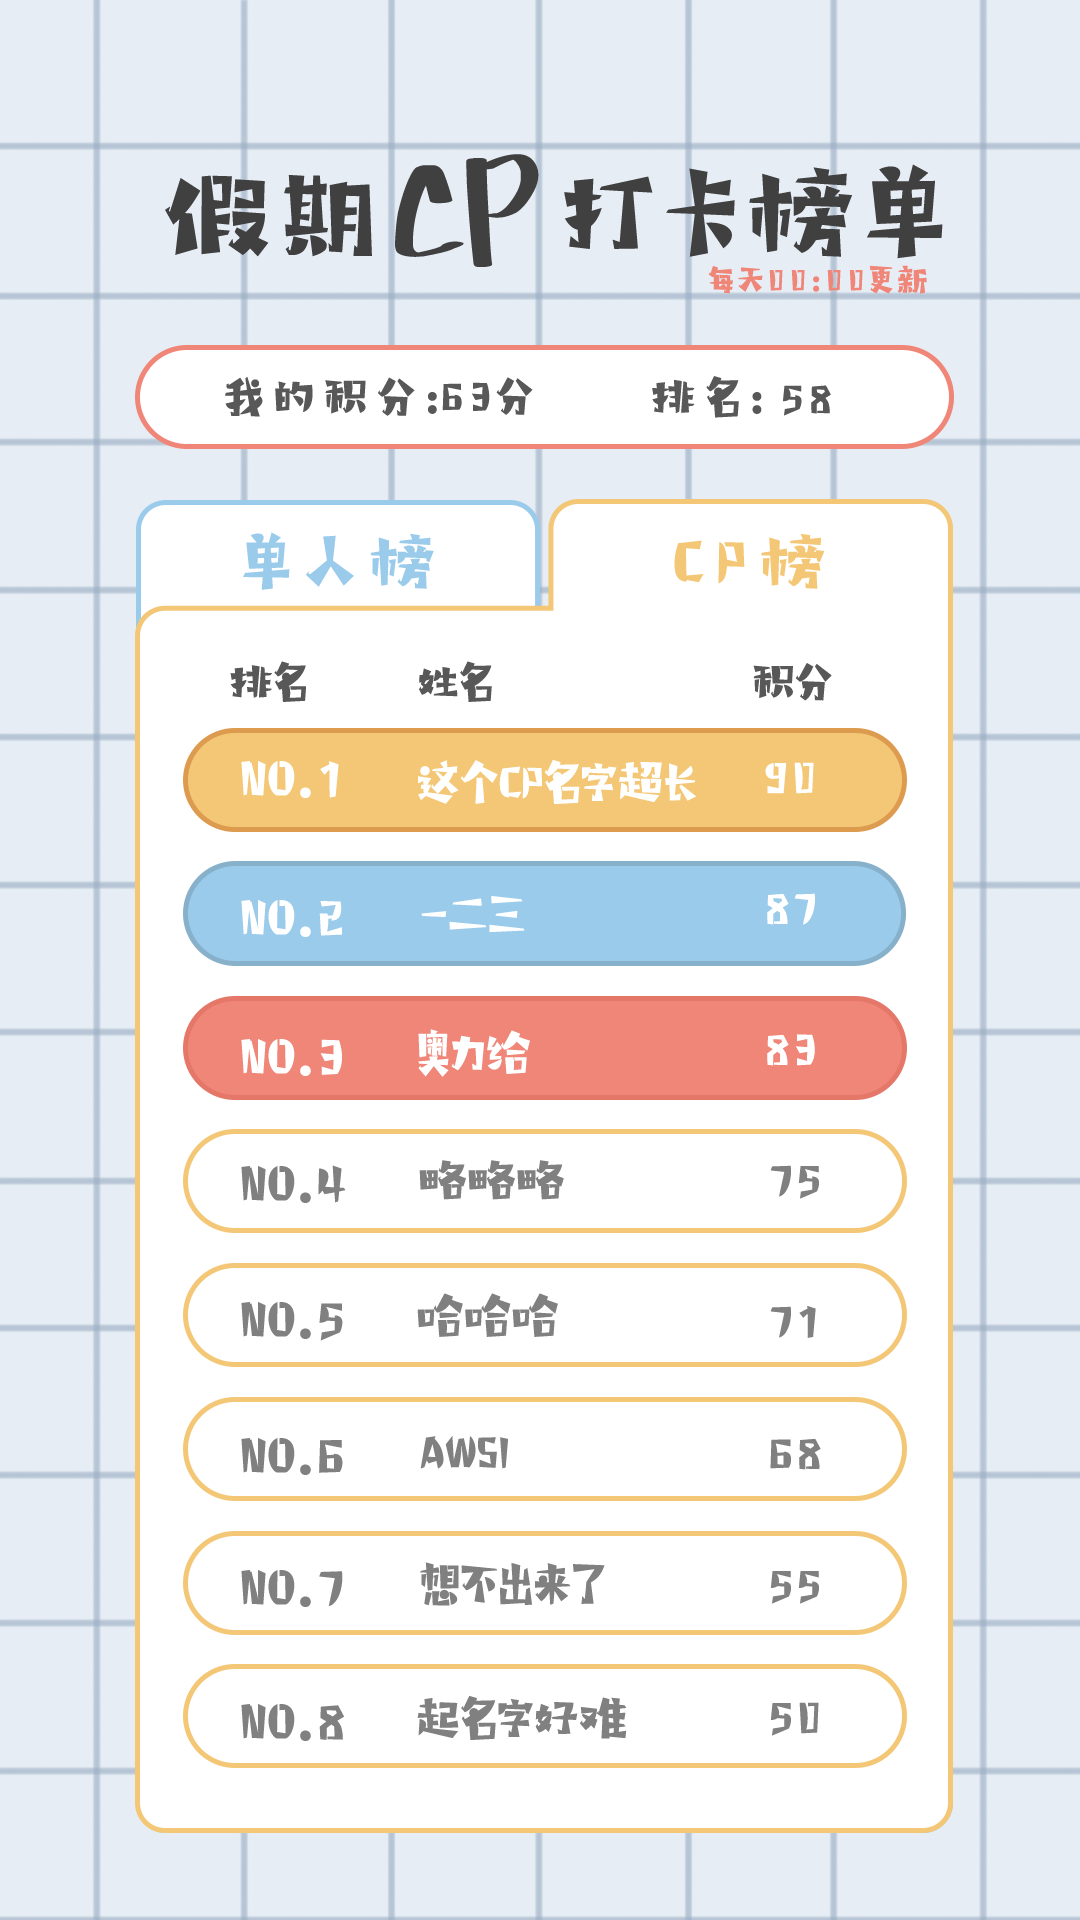 假期CP打卡榜单
每天00:00更新
我的积分:63分 排名: 58
单人榜 CP榜
排名 姓名 积分
NO.1 这个CP名字超长 90
NO.2 一二三 87
NO.3 奥力给 83
NO.4 略略略 75
NO.5 哈哈哈 71
NO.6 AWSl 68
NO.7 想不出来了 55
NO.8 起名字好难 50